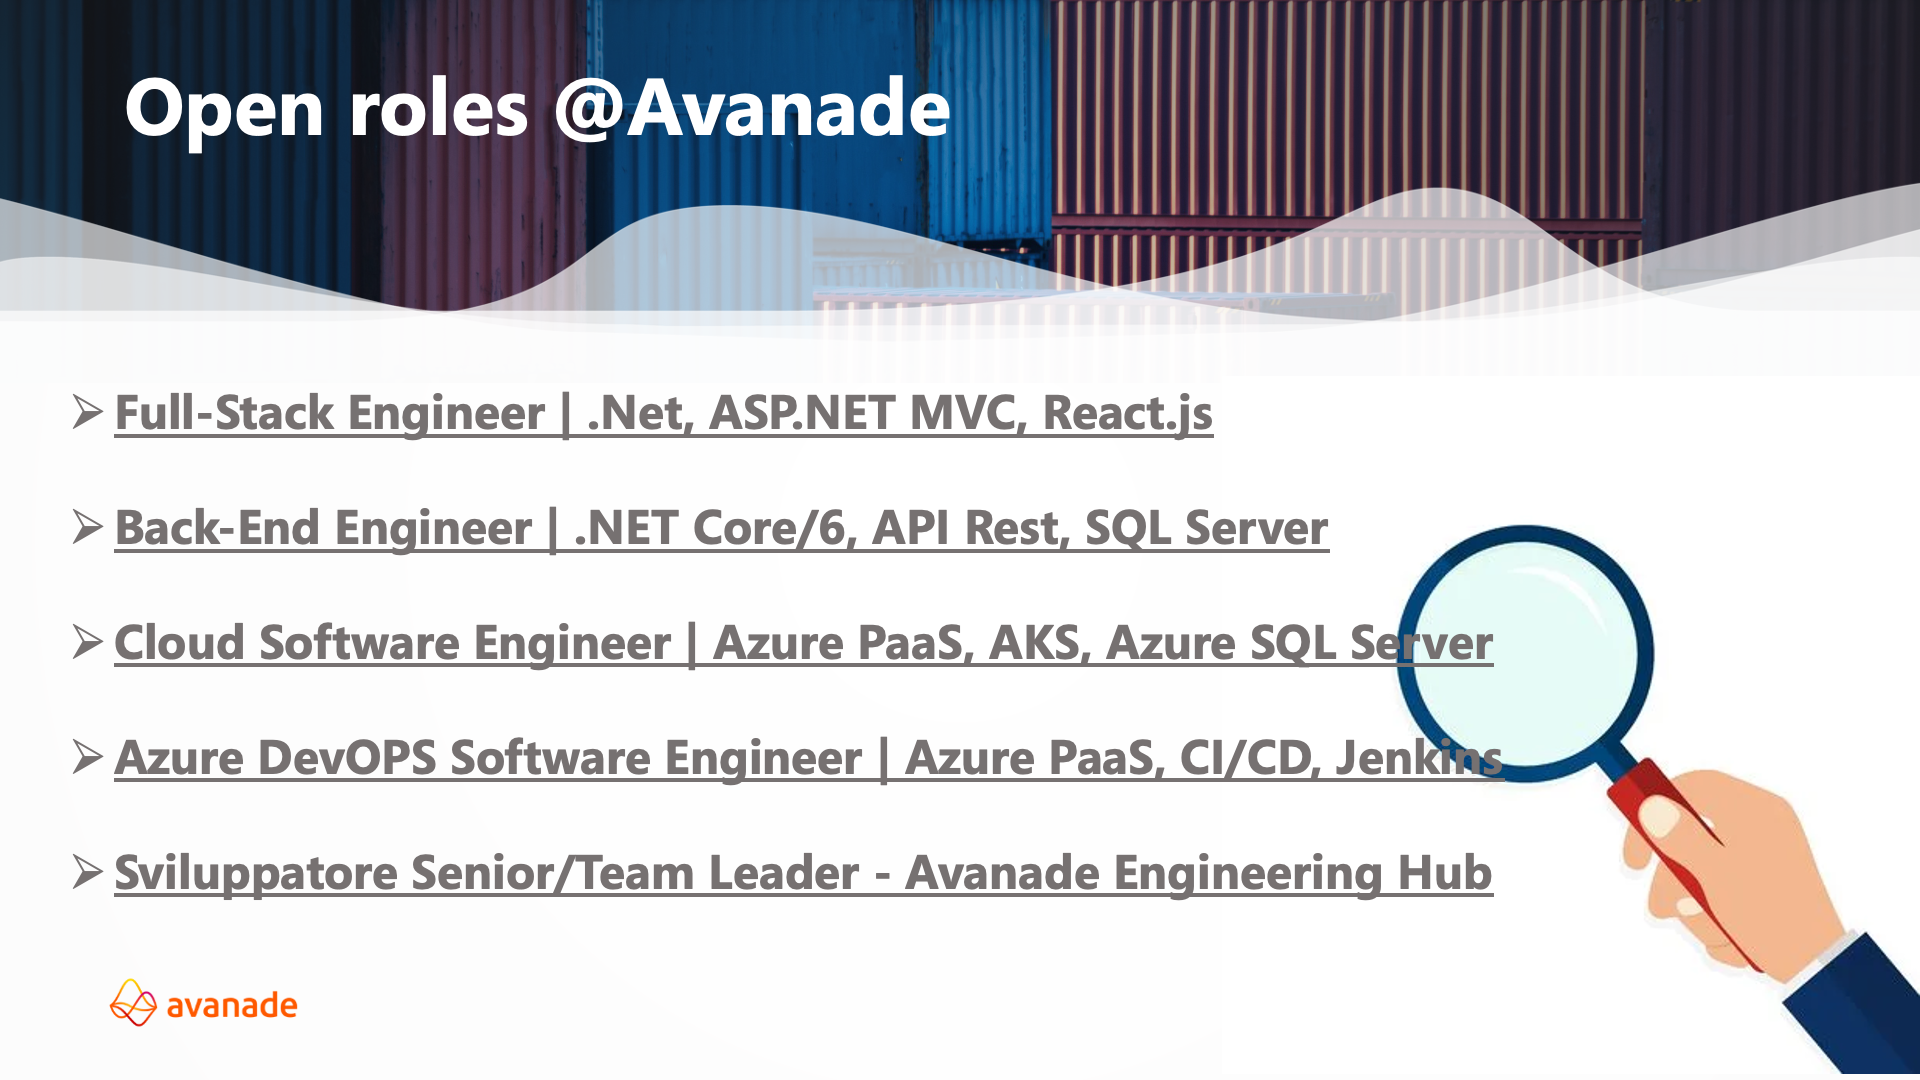 Open roles @Avanade
Full-Stack Engineer | .Net, ASP.NET MVC, React.js
Back-End Engineer | .NET Core/6, API Rest, SQL Server
Cloud Software Engineer | Azure PaaS, AKS, Azure SQL Server
Azure DevOPS Software Engineer | Azure PaaS, CI/CD, Jenkins
Sviluppatore Senior/Team Leader - Avanade Engineering Hub
avanade